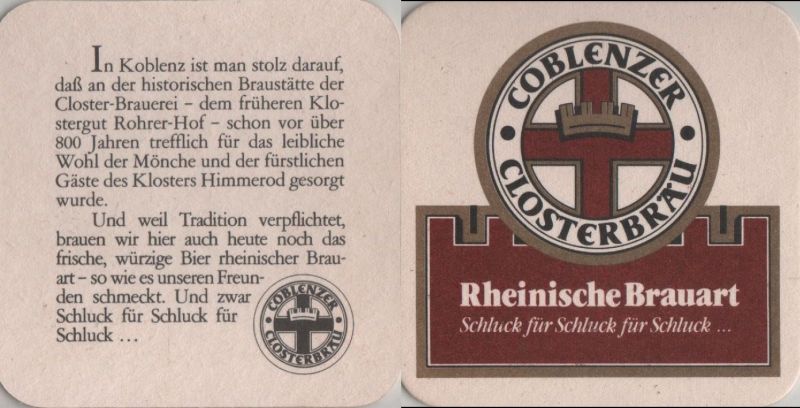 In Koblenz ist man stolz darauf,
daß an der historischen Braustätte der
Closter-Brauerei – dem früheren Klo-
stergut Rohrer-Hof – schon vor über
800 Jahren trefflich für das leibliche
Wohl der Mönche und der fürstlichen
Gäste des Klosters Himmerod gesorgt
wurde.
Und weil Tradition verpflichtet,
brauen wir hier auch heute noch das
frische, würzige Bier rheinischer Brau-
art – so wie es unseren Freun-
den schmeckt. Und zwar
Schluck für Schluck für
Schluck ...
COBLENZER
CLOSTERBRÄU
COBLENZER
CLOSTERBRÄU
Rheinische Brauart
Schluck für Schluck für Schluck ...